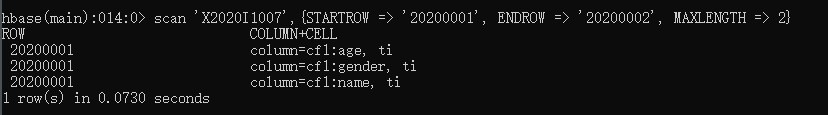 hbase(main):014:0> scan 'X2020I1007',{STARTROW => '20200001', ENDROW => '20200002', MAXLENGTH => 2}
ROW COLUMN+CELL
20200001 column=cf1:age, ti
20200001 column=cf1:gender, ti
20200001 column=cf1:name, ti
1 row(s) in 0.0730 seconds